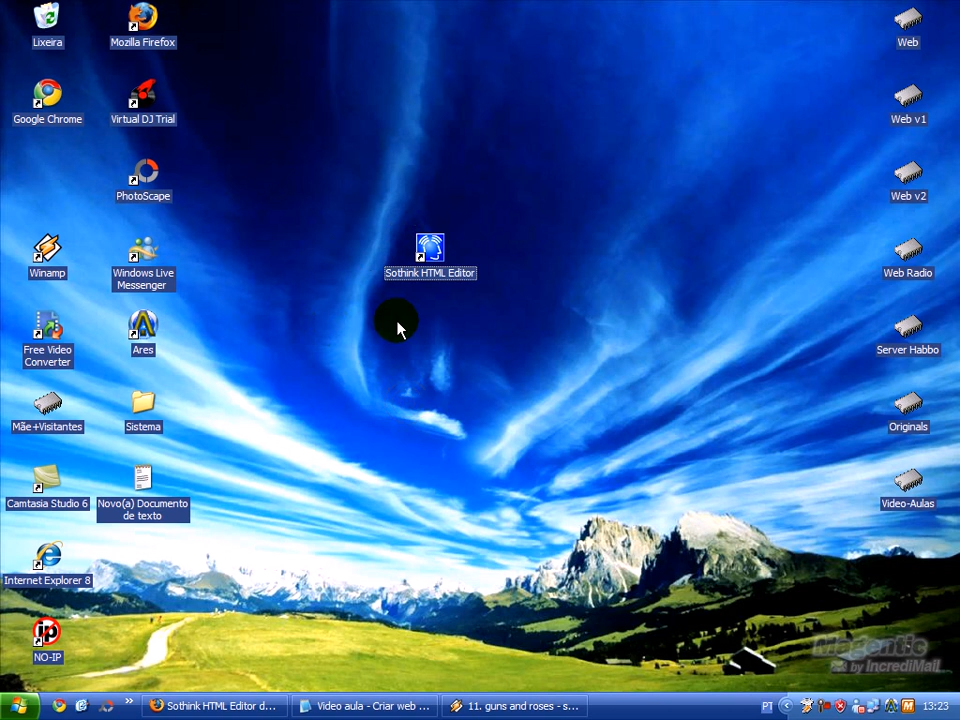 Lixeira
Mozilla Firefox
Google Chrome
Virtual DJ Trial
PhotoScape
Winamp
Windows Live
Messenger
Free Video
Converter
Ares
Mãe+Visitantes
Sistema
Camtasia Studio 6
Novo(a) Documento
de texto
Internet Explorer 8
ip
NO-IP
Sothink HTML Editor
Web
Web v1
Web v2
Web Radio
Server Habbo
Originals
Video-Aulas
Magentic
by IncrediMail
Sothink HTML Editor d...
Video aula - Criar web ...
11. guns and roses - s...
PT
13:23